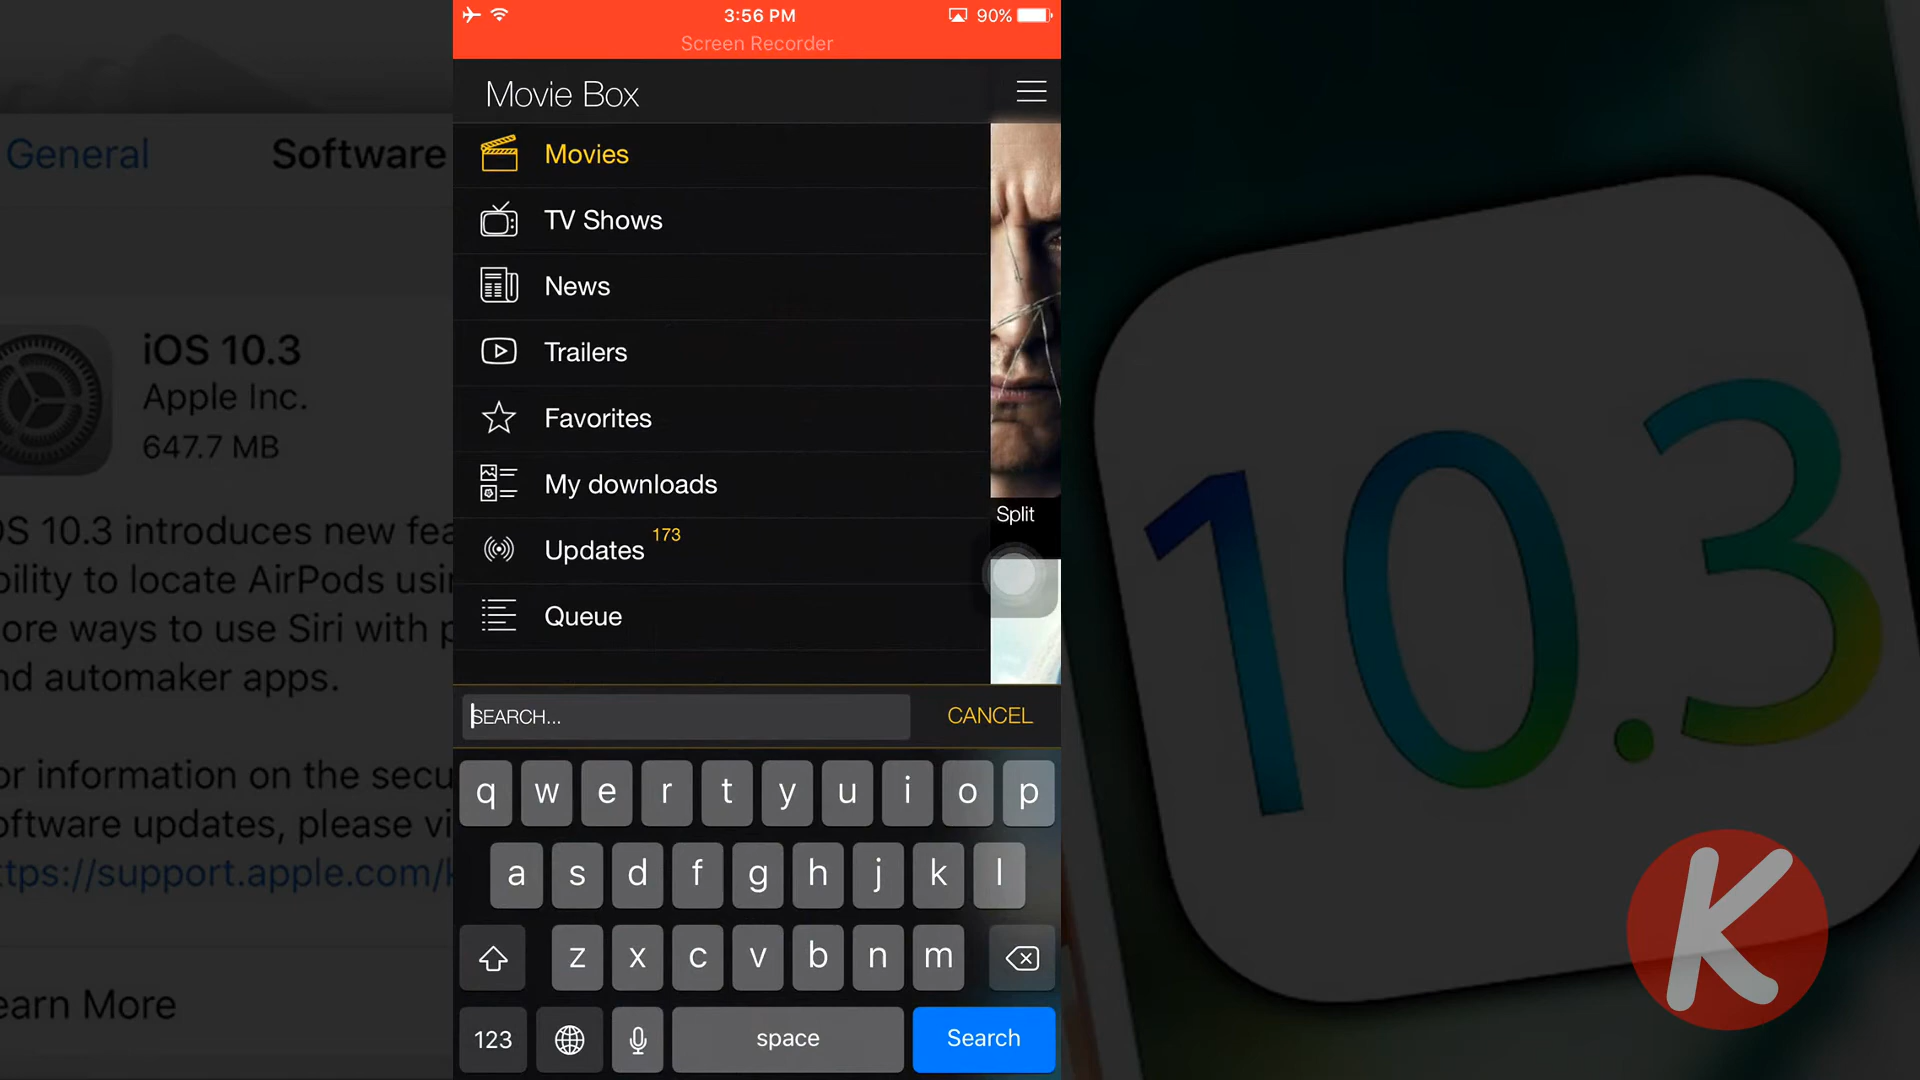 3:56 PM
90%
Screen Recorder
Movie Box
Movies
TV Shows
News
Trailers
Favorites
My downloads
Updates 173
Queue
Split
SEARCH...
CANCEL
q w e r t y u i o p
a s d f g h j k l
z x c v b n m
123
space
Search
General
Software
iOS 10.3
Apple Inc.
647.7 MB
OS 10.3 introduces new fea
bility to locate AirPods usin
ore ways to use Siri with p
nd automaker apps.
or information on the secu
oftware updates, please vi
ttps://support.apple.com/k
earn More
10.3
K